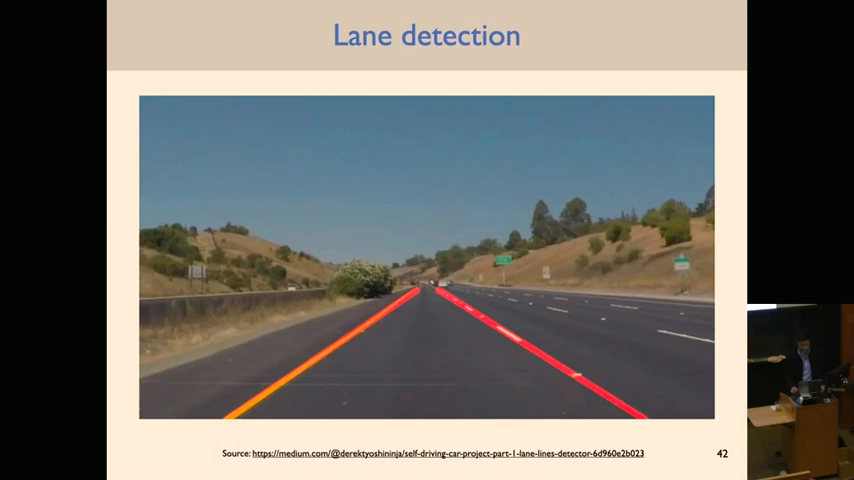 Lane detection
Source: https://medium.com/@derektyoshininja/self-driving-car-project-part-1-lane-lines-detector-6d960e2b023
42